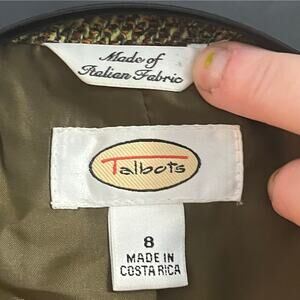 Made of
Italian Fabric
Talbots
8
MADE IN
COSTA RICA